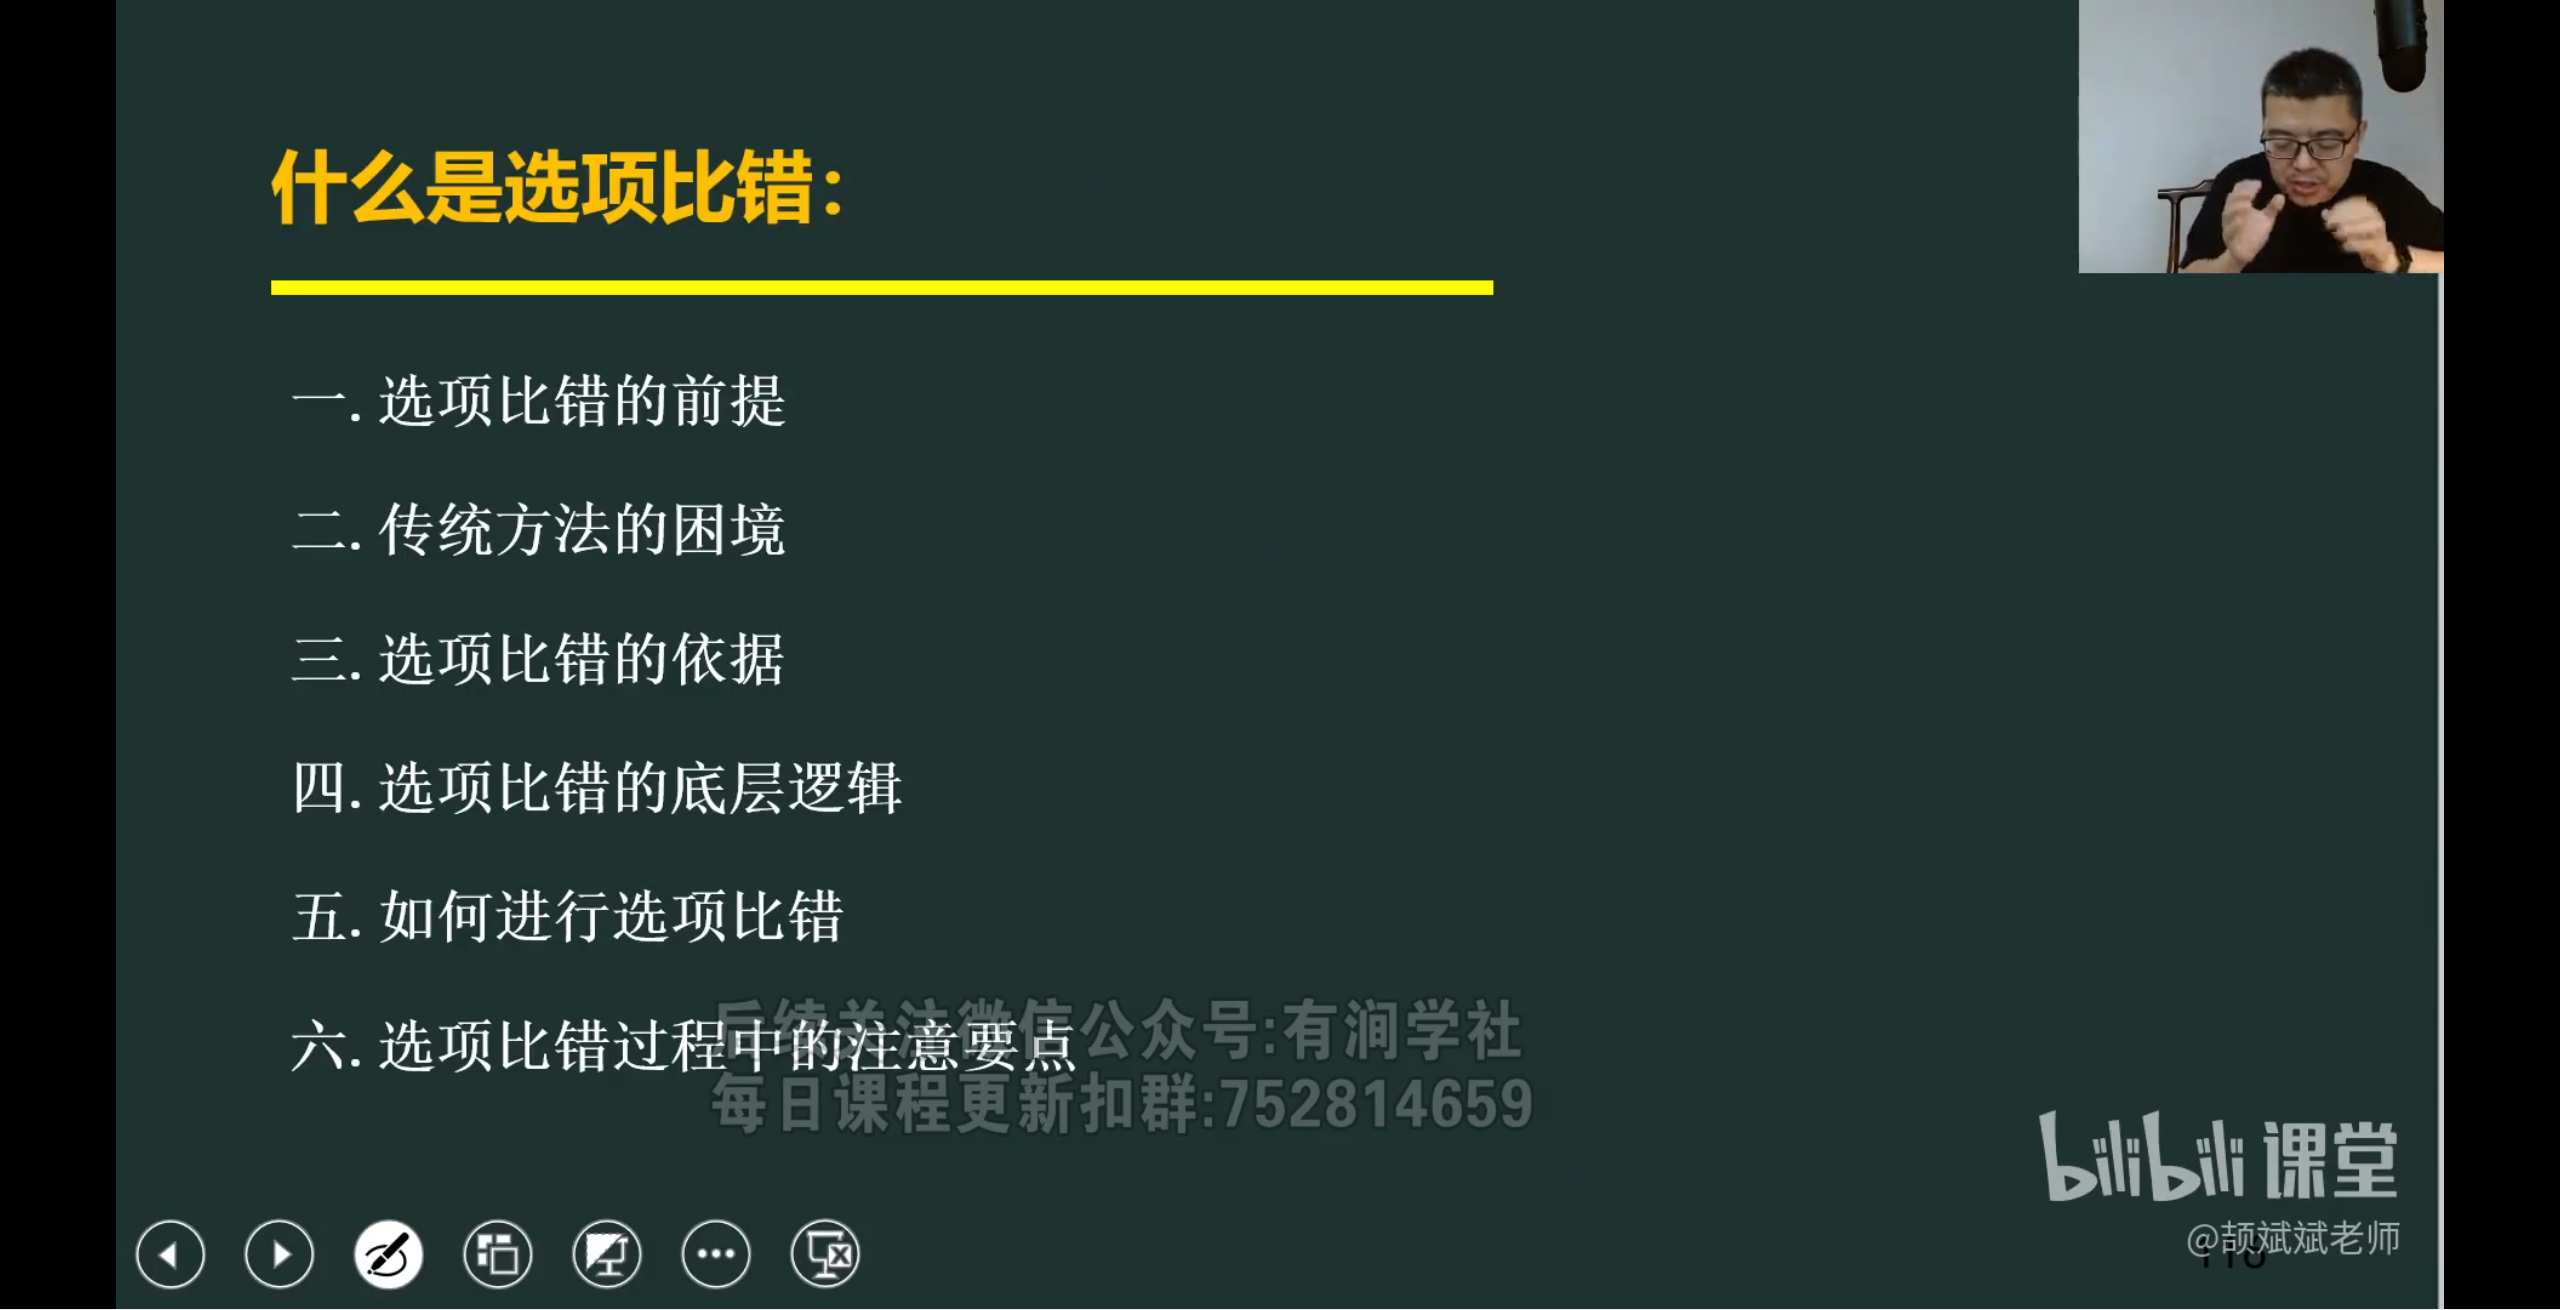 什么是选项比错：
一. 选项比错的前提
二. 传统方法的困境
三. 选项比错的依据
四. 选项比错的底层逻辑
五. 如何进行选项比错
六. 选项比错过程中的注意要点
后续关注微信公众号:有涧学社
每日课程更新扣群:752814659
bilibili 课堂
@颉斌斌老师